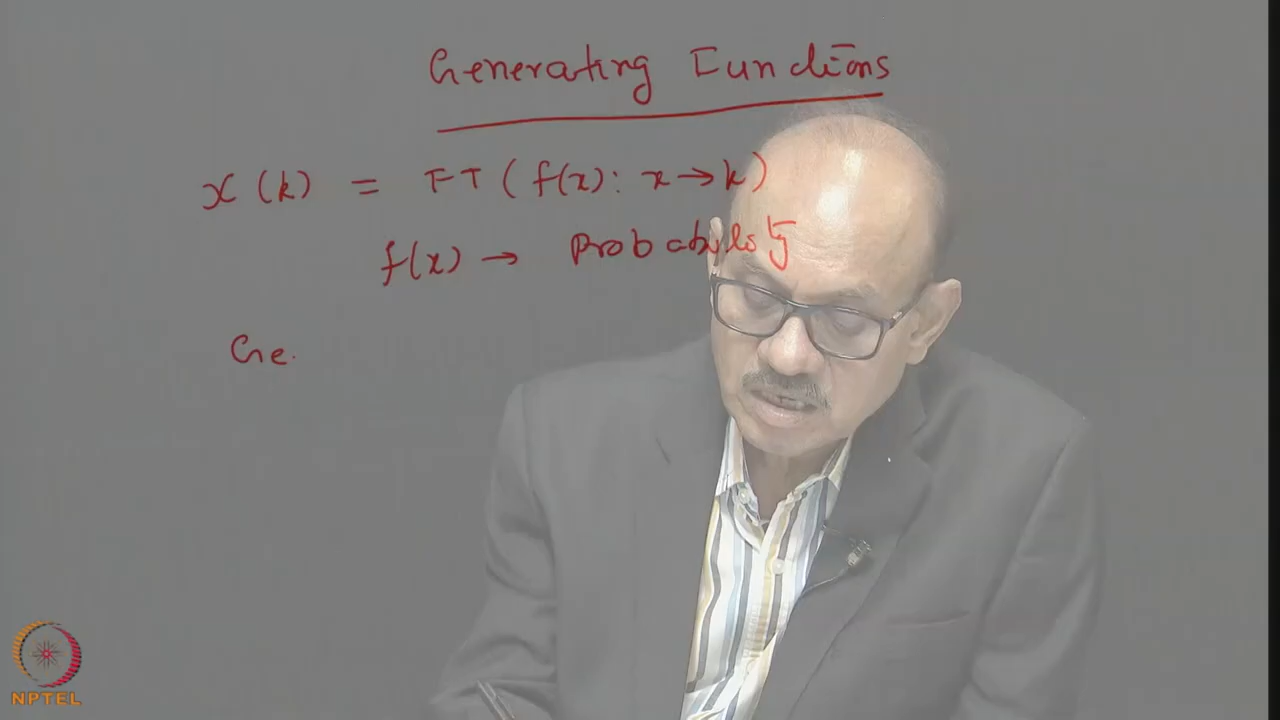 Generating Functions
X(k) = FT(f(x): x→k)
f(x) → Probability
Ge.
NPTEL